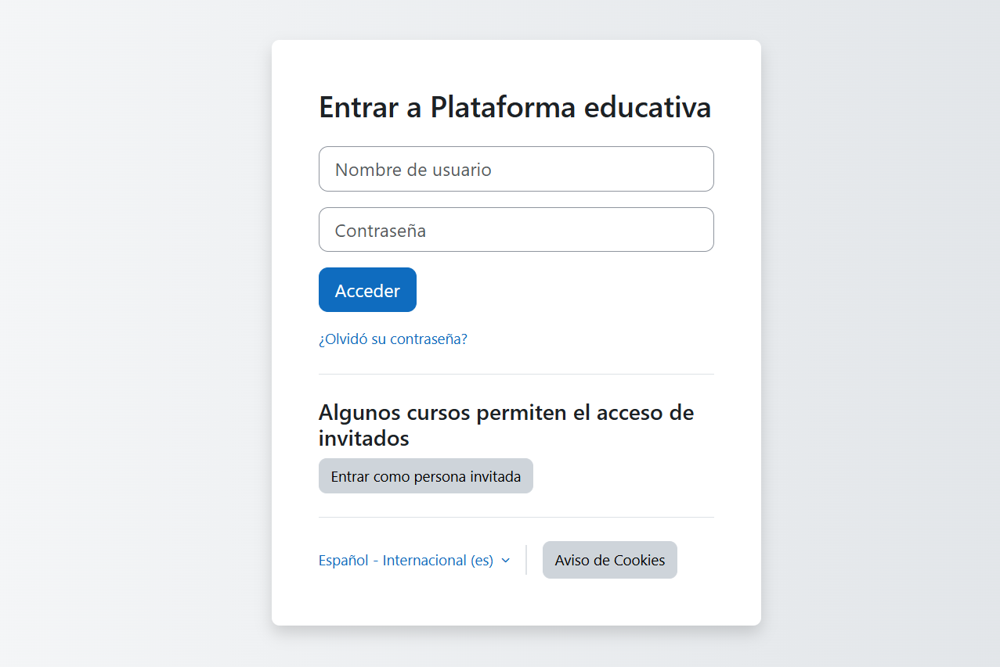 Entrar a Plataforma educativa
Nombre de usuario
Contraseña
Acceder
¿Olvidó su contraseña?
Algunos cursos permiten el acceso de
invitados
Entrar como persona invitada
Español - Internacional (es)
Aviso de Cookies